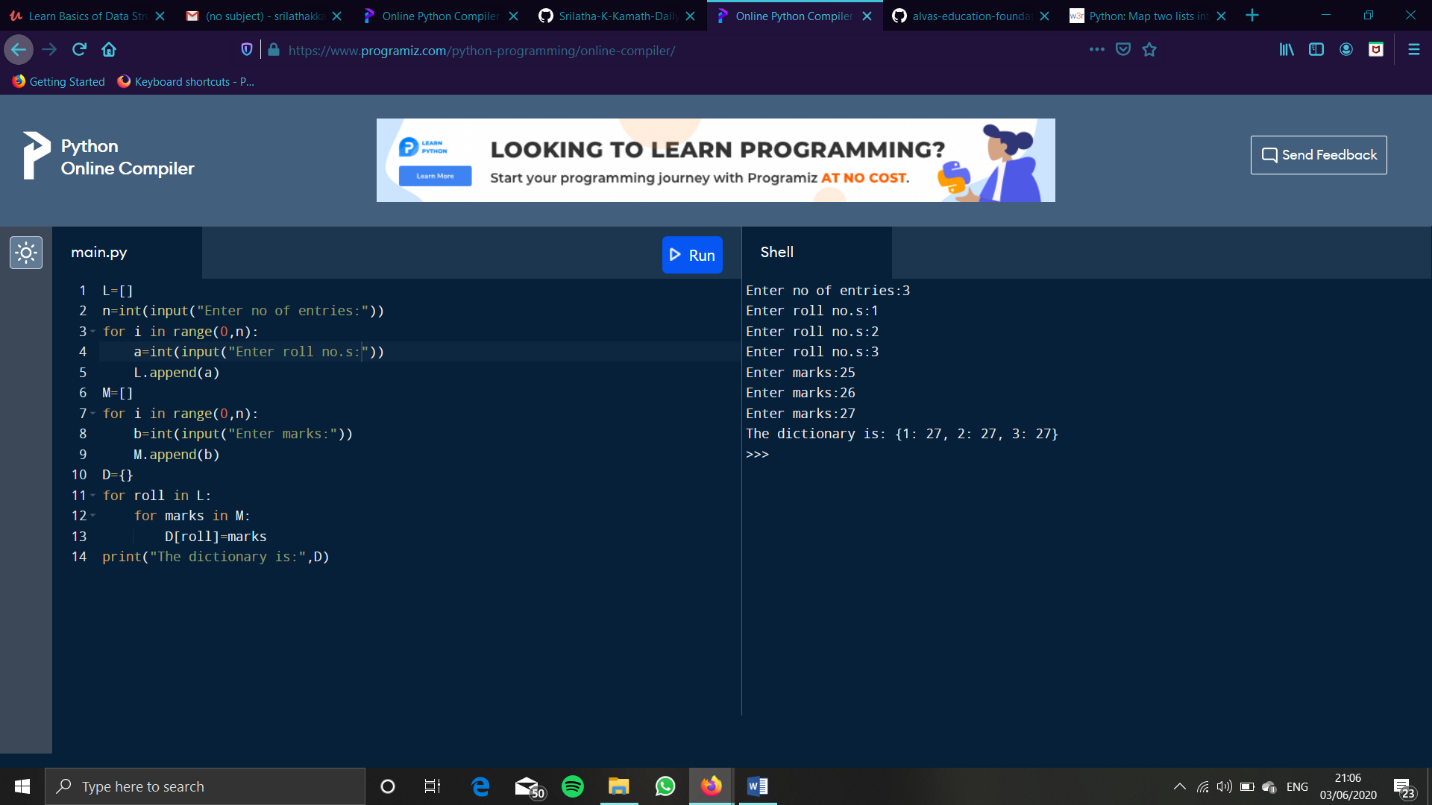 Learn Basics of Data Str
(no subject) - srilathakka
Online Python Compiler
Srilatha-K-Kamath-Daily
Online Python Compiler
alvas-education-founda
w3r
Python: Map two lists int
https://www.programiz.com/python-programming/online-compiler/
Getting Started
Keyboard shortcuts - P...
Python
Online Compiler
LEARN
PYTHON
Learn More
LOOKING TO LEARN PROGRAMMING?
Start your programming journey with Programiz AT NO COST.
Send Feedback
main.py
Run
1 L=[]
2 n=int(input("Enter no of entries:"))
3 for i in range(0,n):
4     a=int(input("Enter roll no.s:"))
5     L.append(a)
6 M=[]
7 for i in range(0,n):
8     b=int(input("Enter marks:"))
9     M.append(b)
10 D={}
11 for roll in L:
12     for marks in M:
13         D[roll]=marks
14 print("The dictionary is:",D)
Shell
Enter no of entries:3
Enter roll no.s:1
Enter roll no.s:2
Enter roll no.s:3
Enter marks:25
Enter marks:26
Enter marks:27
The dictionary is: {1: 27, 2: 27, 3: 27}
>>>
Type here to search
50
ENG
21:06
03/06/2020
23